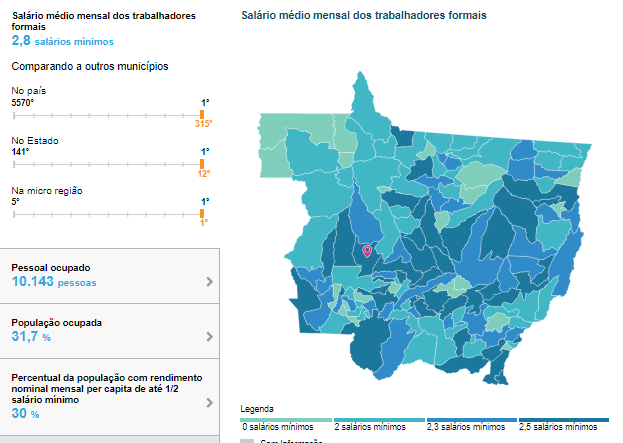 Salário médio mensal dos trabalhadores
formais
2,8 salários mínimos
Comparando a outros municípios
No país
5570° 1°
315°
No Estado
141° 1°
12°
Na micro região
5° 1°
1°
Pessoal ocupado
10.143 pessoas
População ocupada
31,7 %
Percentual da população com rendimento
nominal mensal per capita de até 1/2
salário mínimo
30 %
Salário médio mensal dos trabalhadores formais
Legenda
0 salários mínimos 2 salários mínimos 2,3 salários mínimos 2,5 salários mínimos
Sem Informação